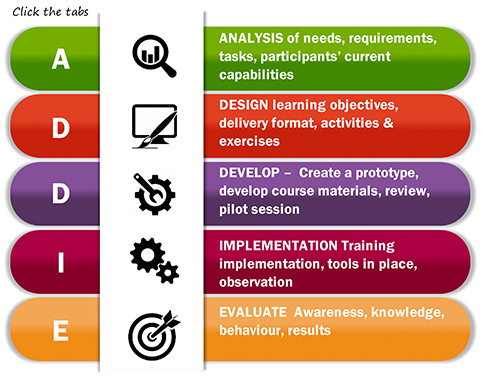 Click the tabs
A
ANALYSIS of needs, requirements,
tasks, participants' current
capabilities
D
DESIGN learning objectives,
delivery format, activities &
exercises
D
DEVELOP – Create a prototype,
develop course materials, review,
pilot session
I
IMPLEMENTATION Training
implementation, tools in place,
observation
E
EVALUATE Awareness, knowledge,
behaviour, results